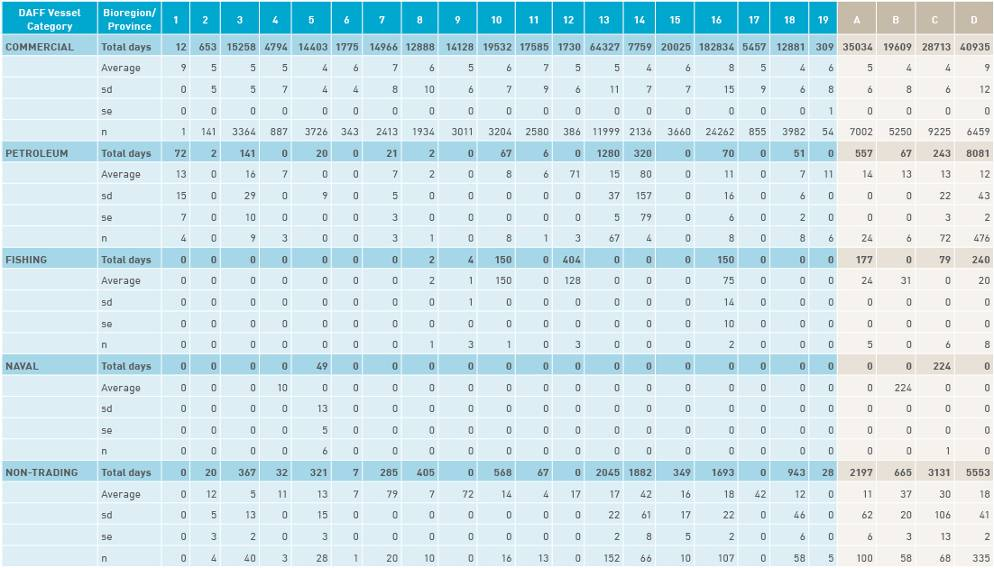 DAFF Vessel Category Bioregion/ Province 1 2 3 4 5 6 7 8 9 10 11 12 13 14 15 16 17 18 19 A B C D
COMMERCIAL Total days 12 653 15258 4794 14403 1775 14966 12888 14128 19532 17585 1730 64327 7759 20025 182834 5457 12881 309 35034 19609 28713 40935
Average 9 5 5 5 4 6 7 6 5 6 7 5 5 4 6 8 5 4 6 5 4 4 9
sd 0 5 5 7 4 4 8 10 6 7 9 6 11 7 7 15 9 6 8 6 8 6 12
se 0 0 0 0 0 0 0 0 0 0 0 0 0 0 0 0 0 0 1 0 0 0 0
n 1 141 3364 887 3726 343 2413 1934 3011 3204 2580 386 11999 2136 3660 24262 855 3982 54 7002 5250 9225 6459
PETROLEUM Total days 72 2 141 0 20 0 21 2 0 67 6 0 1280 320 0 70 0 51 0 557 67 243 8081
Average 13 0 16 7 0 0 7 2 0 8 6 71 15 80 0 11 0 7 11 14 13 13 12
sd 15 0 29 0 9 0 5 0 0 0 0 0 37 157 0 16 0 6 0 0 0 22 43
se 7 0 10 0 0 0 3 0 0 0 0 0 5 79 0 6 0 2 0 0 0 3 2
n 4 0 9 3 0 0 3 1 0 8 1 3 67 4 0 8 0 8 6 24 6 72 476
FISHING Total days 0 0 0 0 0 0 0 2 4 150 0 404 0 0 0 150 0 0 0 177 0 79 240
Average 0 0 0 0 0 0 0 2 1 150 0 128 0 0 0 75 0 0 0 24 31 0 20
sd 0 0 0 0 0 0 0 0 1 0 0 0 0 0 0 14 0 0 0 0 0 0 0
se 0 0 0 0 0 0 0 0 0 0 0 0 0 0 0 10 0 0 0 0 0 0 0
n 0 0 0 0 0 0 0 1 3 1 0 3 0 0 0 2 0 0 0 5 0 6 8
NAVAL Total days 0 0 0 0 49 0 0 0 0 0 0 0 0 0 0 0 0 0 0 0 0 224 0
Average 0 0 0 10 0 0 0 0 0 0 0 0 0 0 0 0 0 0 0 0 224 0 0
sd 0 0 0 0 13 0 0 0 0 0 0 0 0 0 0 0 0 0 0 0 0 0 0
se 0 0 0 0 5 0 0 0 0 0 0 0 0 0 0 0 0 0 0 0 0 0 0
n 0 0 0 0 6 0 0 0 0 0 0 0 0 0 0 0 0 0 0 0 0 1 0
NON-TRADING Total days 0 20 367 32 321 7 285 405 0 568 67 0 2045 1882 349 1693 0 943 28 2197 665 3131 5553
Average 0 12 5 11 13 7 79 7 72 14 4 17 17 42 16 18 42 12 0 11 37 30 18
sd 0 5 13 0 15 0 0 0 0 0 0 0 22 61 17 22 0 46 0 62 20 106 41
se 0 3 2 0 3 0 0 0 0 0 0 0 2 8 5 2 0 6 0 6 3 13 2
n 0 4 40 3 28 1 20 10 0 16 13 0 152 66 10 107 0 58 5 100 58 68 335